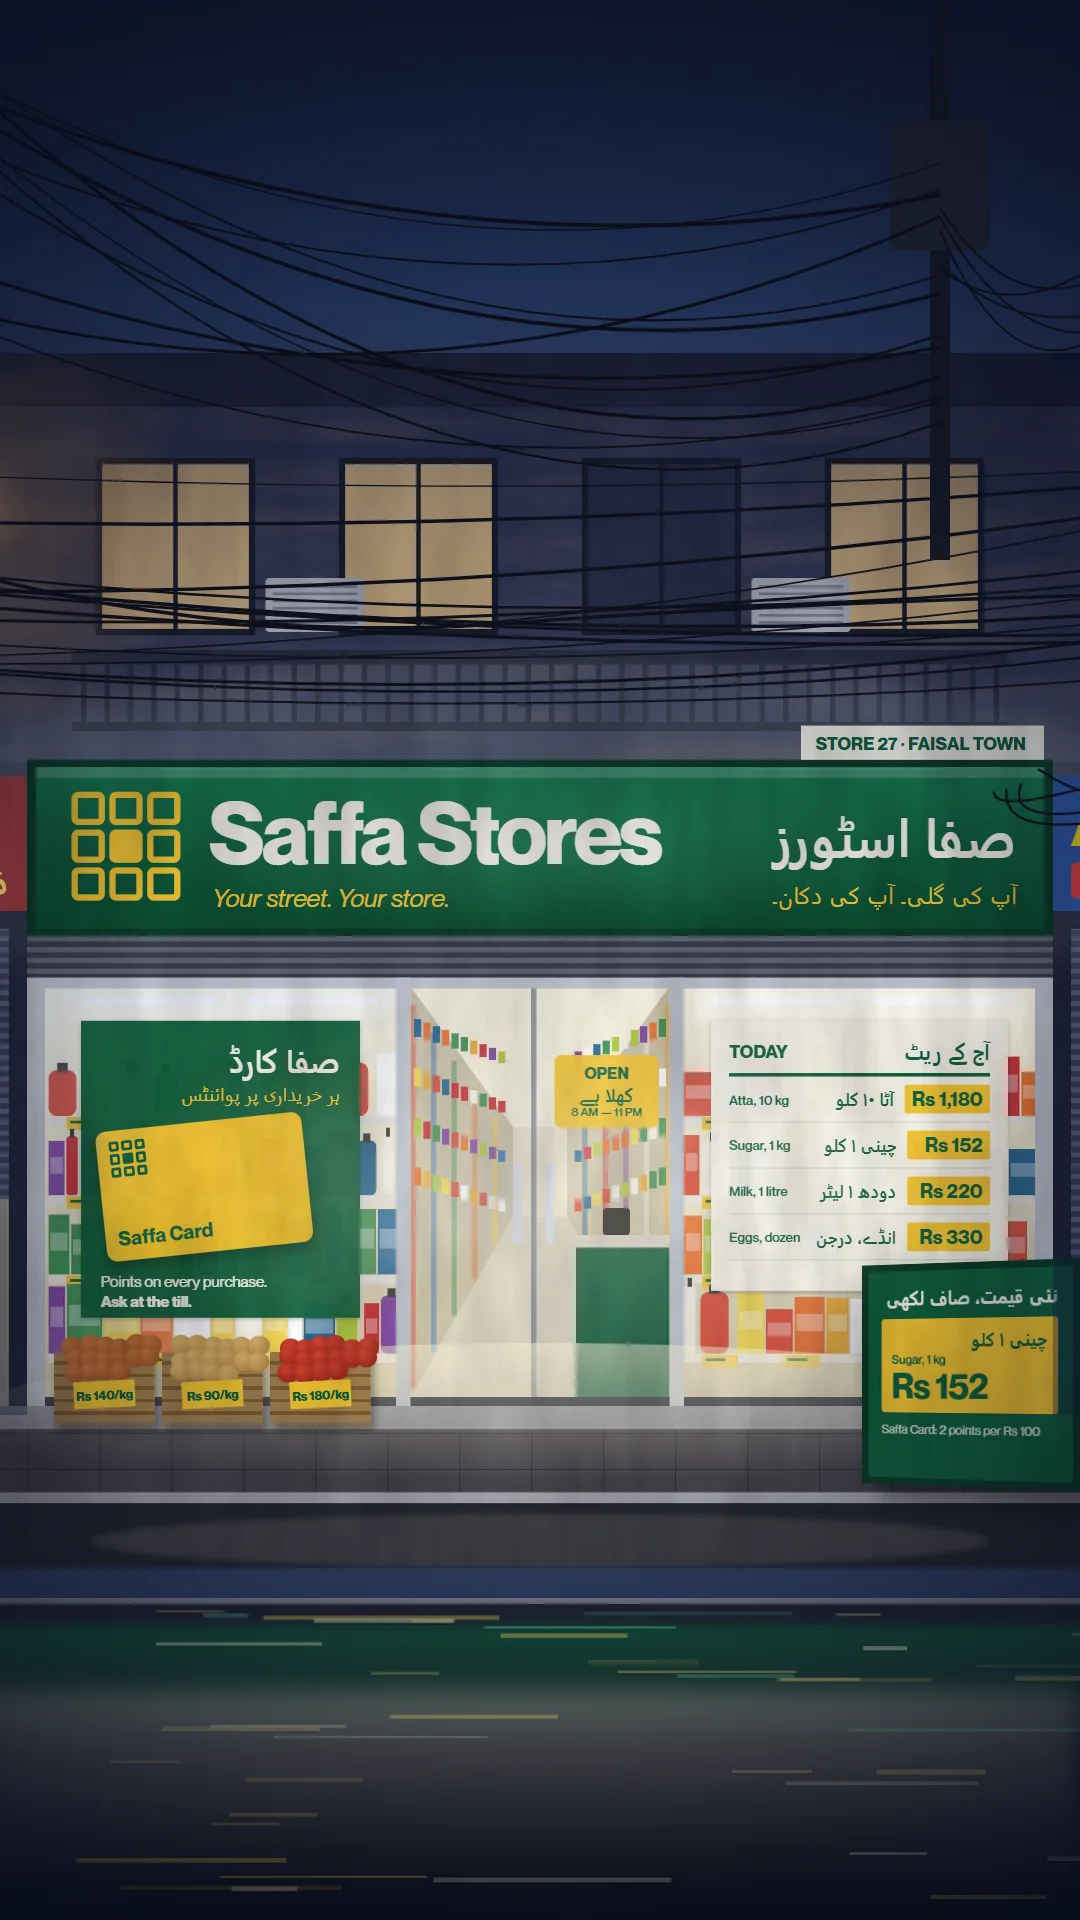 STORE 27 · FAISAL TOWN
Saffa Stores
صفا اسٹورز
Your street. Your store.
آپ کی گلی۔ آپ کی دکان۔
صفا کارڈ
ہر خریداری پر پوائنٹس
Saffa Card
Points on every purchase.
Ask at the till.
OPEN
کھلا ہے
8 AM — 11 PM
TODAY
آج کے ریٹ
Atta, 10 kg آٹا ۱۰ کلو Rs 1,180
Sugar, 1 kg چینی ۱ کلو Rs 152
Milk, 1 litre دودھ ۱ لیٹر Rs 220
Eggs, dozen انڈے، درجن Rs 330
نئی قیمت، صاف لکھی
چینی ۱ کلو
Sugar, 1 kg
Rs 152
Saffa Card: 2 points per Rs 100
Rs 140/kg
Rs 90/kg
Rs 180/kg